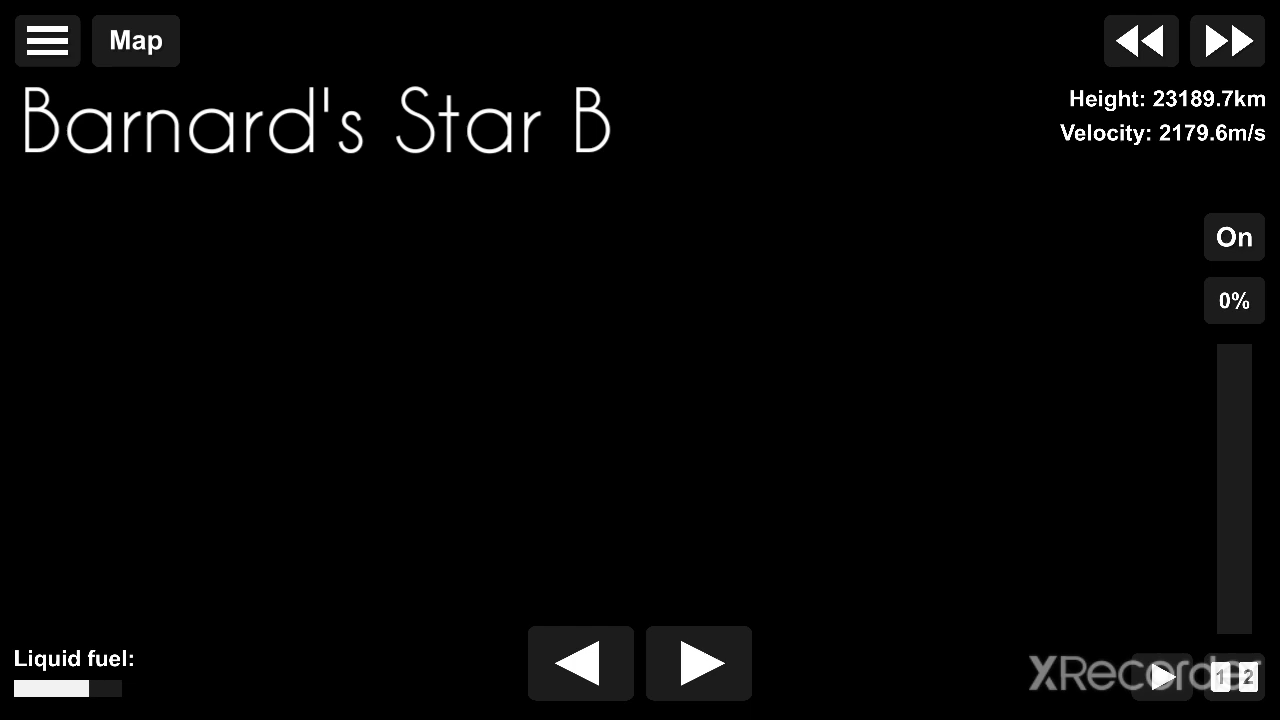 Map
Height: 23189.7km
Velocity: 2179.6m/s
Barnard's Star B
On
0%
Liquid fuel:
XRecorder
1 2